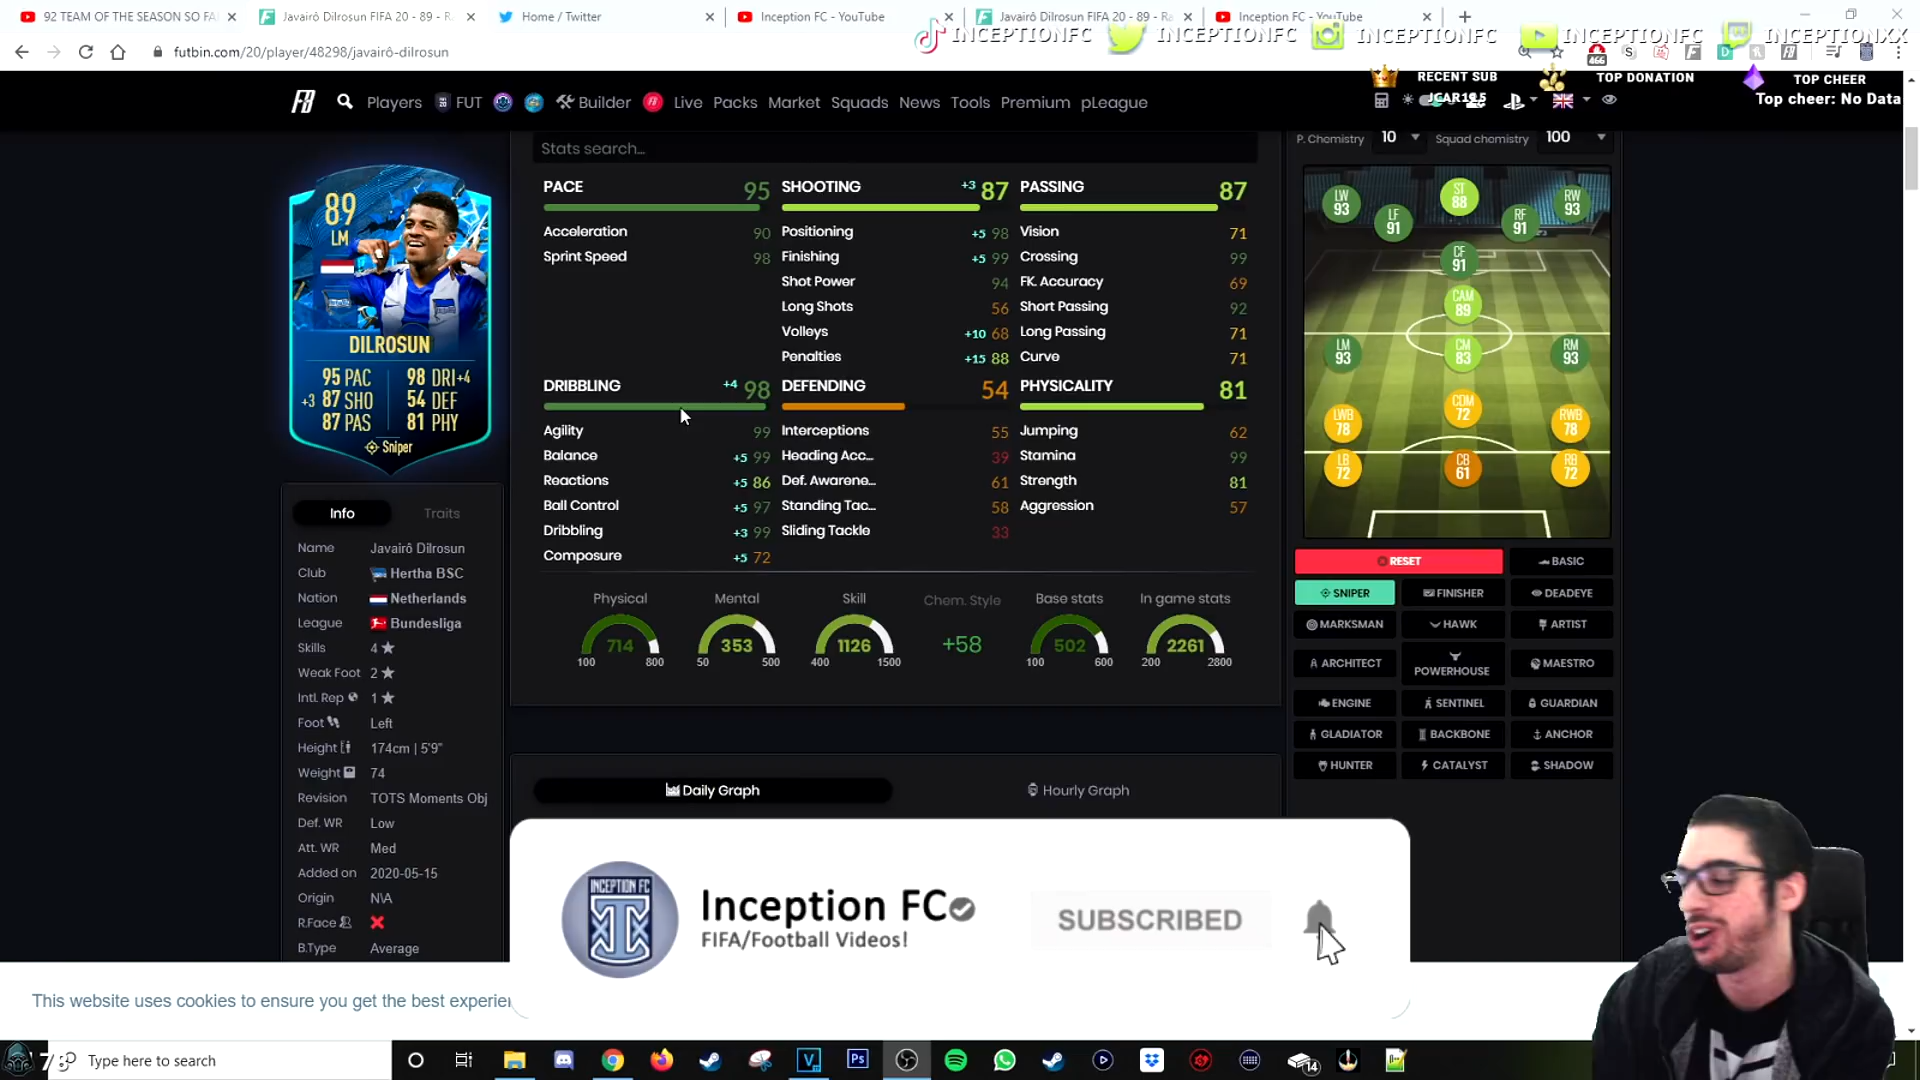 92 TEAM OF THE SEASON SO FA
Javairô Dilrosun FIFA 20 - 89 - R
Home / Twitter
Inception FC - YouTube
Javairô Dilrosun FIFA 20 - 89 - Ra
Inception FC - YouTube
futbin.com/20/player/48298/javairô-dilrosun
INCEPTIONFC INCEPTIONFC INCEPTIONFC INCEPTIONFC INCEPTIONXX
466
RECENT SUB
JCAR195
TOP DONATION
TOP CHEER
Top cheer: No Data
Players FUT Builder Live Packs Market Squads News Tools Premium pLeague
Stats search...
P. Chemistry 10 Squad chemistry 100
89
LM
DILROSUN
95 PAC 98 DRI+4
+3 87 SHO 54 DEF
87 PAS 81 PHY
Sniper
PACE 95
Acceleration 90
Sprint Speed 98
SHOOTING +3 87
Positioning +5 98
Finishing +5 99
Shot Power 94
Long Shots 56
Volleys +10 68
Penalties +15 88
PASSING 87
Vision 71
Crossing 99
FK. Accuracy 69
Short Passing 92
Long Passing 71
Curve 71
DRIBBLING +4 98
Agility 99
Balance +5 99
Reactions +5 86
Ball Control +5 97
Dribbling +3 99
Composure +5 72
DEFENDING 54
Interceptions 55
Heading Acc... 39
Def. Awarene... 61
Standing Tac... 58
Sliding Tackle 33
PHYSICALITY 81
Jumping 62
Stamina 99
Strength 81
Aggression 57
Physical Mental Skill Chem. Style Base stats In game stats
714 353 1126 +58 502 2261
100 800 50 500 400 1500 100 600 200 2800
Daily Graph
Hourly Graph
LW 93
ST 88
RW 93
LF 91
RF 91
CF 91
CAM 89
LM 93
CM 83
RM 93
LWB 78
CDM 72
RWB 78
LB 72
CB 61
RB 72
RESET BASIC
SNIPER FINISHER DEADEYE
MARKSMAN HAWK ARTIST
ARCHITECT POWERHOUSE MAESTRO
ENGINE SENTINEL GUARDIAN
GLADIATOR BACKBONE ANCHOR
HUNTER CATALYST SHADOW
Info Traits
Name Javairô Dilrosun
Club Hertha BSC
Nation Netherlands
League Bundesliga
Skills 4
Weak Foot 2
Intl. Rep 1
Foot Left
Height 174cm | 5'9"
Weight 74
Revision TOTS Moments Obj
Def. WR Low
Att. WR Med
Added on 2020-05-15
Origin N\A
R.Face
B.Type Average
INCEPTION FC
Inception FC
FIFA/Football Videos!
SUBSCRIBED
This website uses cookies to ensure you get the best experien
Type here to search
14